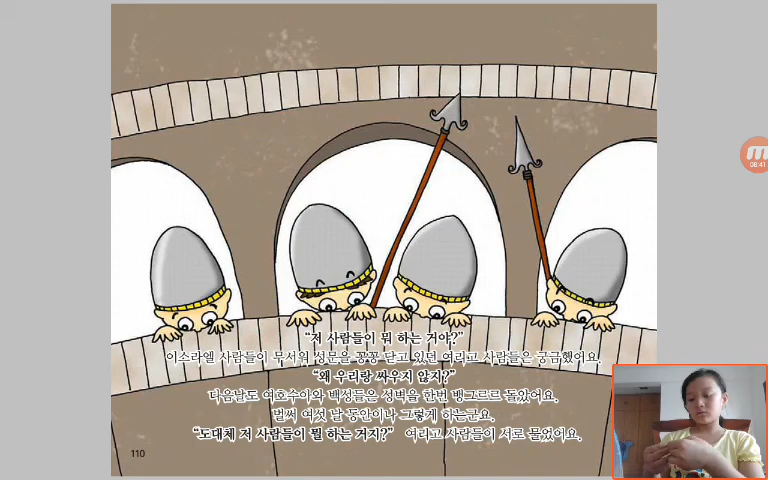 "저 사람들이 뭐 하는 거야?"
이스라엘 사람들이 무서워 성문을 꽁꽁 닫고 있던 여리고 사람들은 궁금했어요.
"왜 우리랑 싸우지 않지?"
다음날도 여호수아와 백성들은 성벽을 한번 뱅그르르 돌았어요.
벌써 여섯 날 동안이나 그렇게 하는군요.
"도대체 저 사람들이 뭘 하는 거지?" 여리고 사람들이 서로 물었어요.
110
08:41